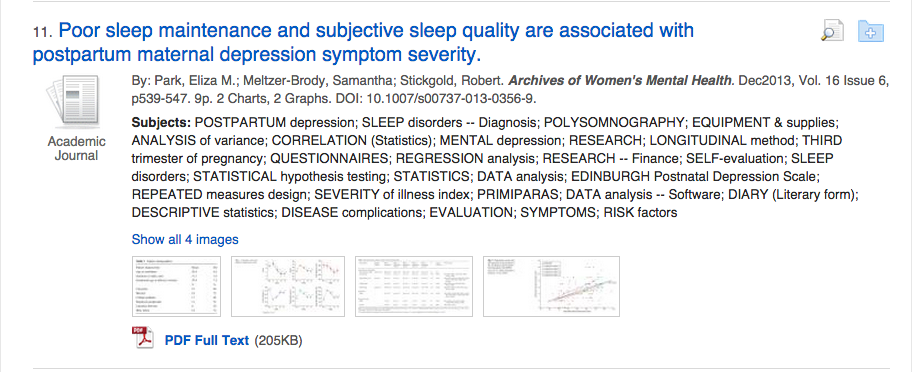 11. Poor sleep maintenance and subjective sleep quality are associated with
postpartum maternal depression symptom severity.
Academic
Journal
By: Park, Eliza M.; Meltzer-Brody, Samantha; Stickgold, Robert. Archives of Women's Mental Health. Dec2013, Vol. 16 Issue 6,
p539-547. 9p. 2 Charts, 2 Graphs. DOI: 10.1007/s00737-013-0356-9.
Subjects: POSTPARTUM depression; SLEEP disorders -- Diagnosis; POLYSOMNOGRAPHY; EQUIPMENT & supplies;
ANALYSIS of variance; CORRELATION (Statistics); MENTAL depression; RESEARCH; LONGITUDINAL method; THIRD
trimester of pregnancy; QUESTIONNAIRES; REGRESSION analysis; RESEARCH -- Finance; SELF-evaluation; SLEEP
disorders; STATISTICAL hypothesis testing; STATISTICS; DATA analysis; EDINBURGH Postnatal Depression Scale;
REPEATED measures design; SEVERITY of illness index; PRIMIPARAS; DATA analysis -- Software; DIARY (Literary form);
DESCRIPTIVE statistics; DISEASE complications; EVALUATION; SYMPTOMS; RISK factors
Show all 4 images
PDF
PDF Full Text (205KB)